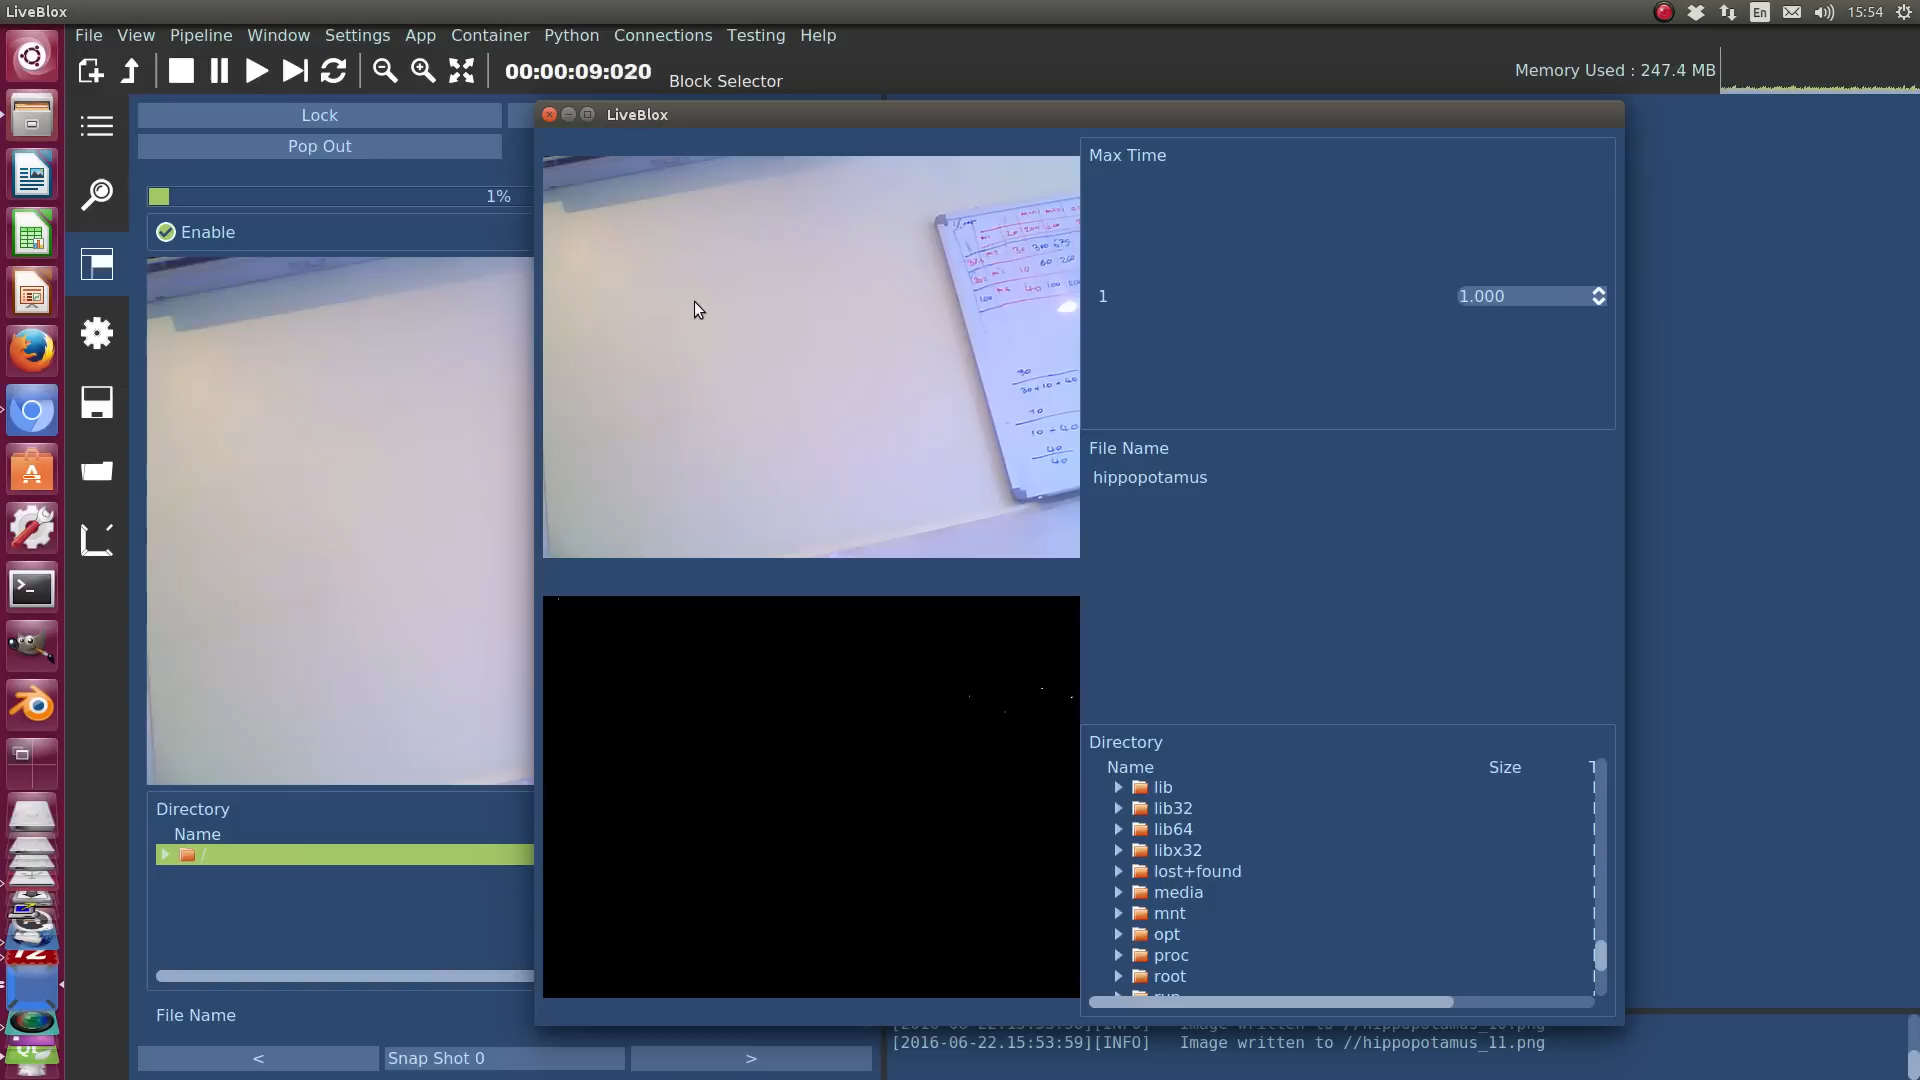 LiveBlox
En
15:54
File View Pipeline Window Settings App Container Python Connections Testing Help
00:00:09:020
Block Selector
Memory Used : 247.4 MB
Lock
Pop Out
1%
Enable
Directory
Name
/
File Name
<
Snap Shot 0
>
LiveBlox
Max Time
1
1.000
File Name
hippopotamus
Directory
Name Size
lib
lib32
lib64
libx32
lost+found
media
mnt
opt
proc
root
run
[2016-06-22.15:53:59][INFO] Image written to //hippopotamus_11.png